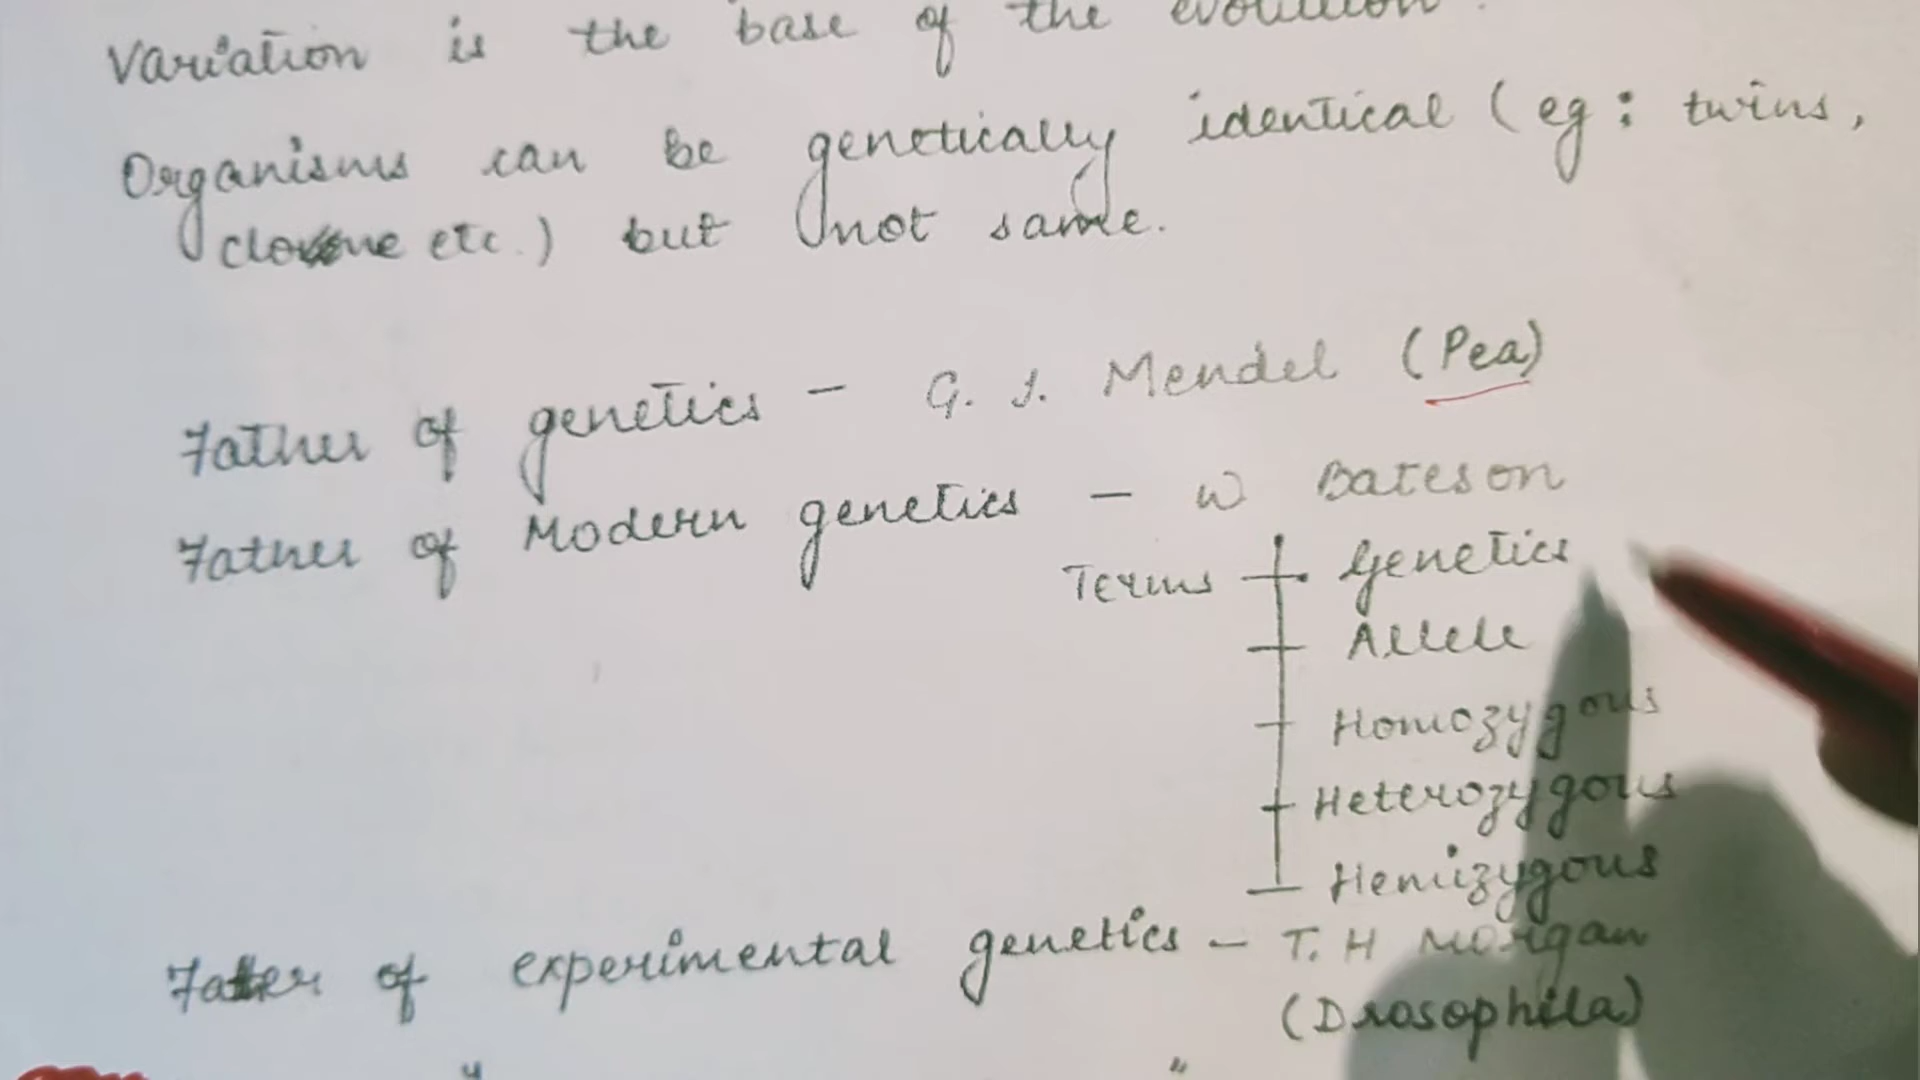 Variation is the base of the evolution.
Organisms can be genetically identical (eg: twins,
clone etc.) but not same.
Father of genetics - G. J. Mendel (Pea)
Father of Modern genetics - W Bateson
Terms Genetics
Allele
Homozygous
Heterozygous
Hemizygous
Father of experimental genetics - T. H Morgan
(Drosophila)